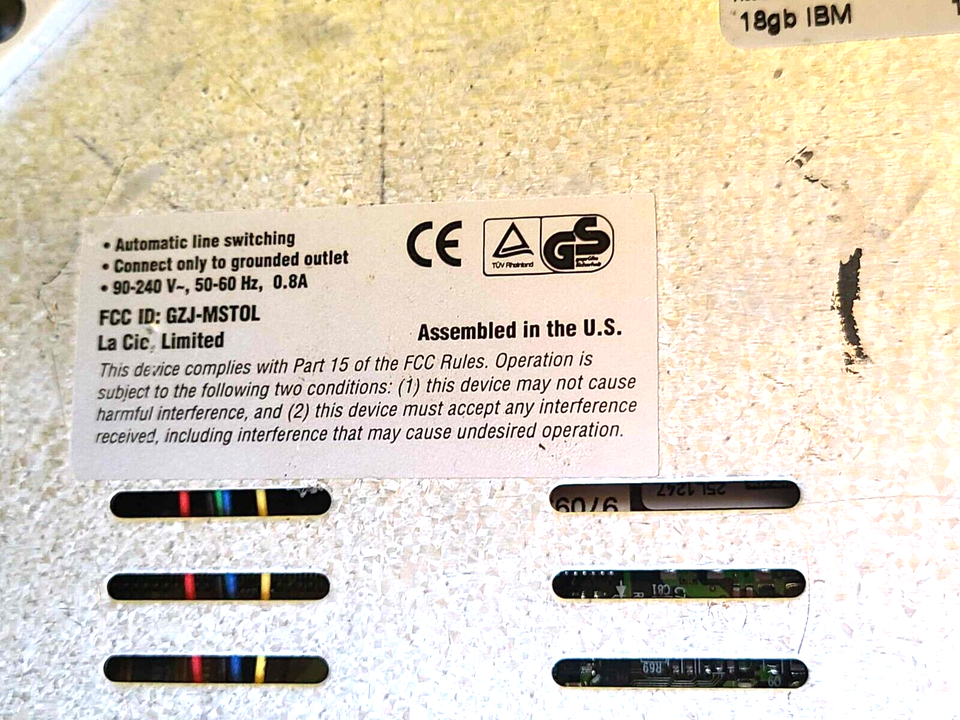 18gb IBM
• Automatic line switching
• Connect only to grounded outlet
• 90-240 V~, 50-60 Hz, 0.8A
CE
TÜV Rheinland
GS
FCC ID: GZJ-MSTOL
La Cie, Limited
Assembled in the U.S.
This device complies with Part 15 of the FCC Rules. Operation is
subject to the following two conditions: (1) this device may not cause
harmful interference, and (2) this device must accept any interference
received, including interference that may cause undesired operation.
25L1247
C81
R69